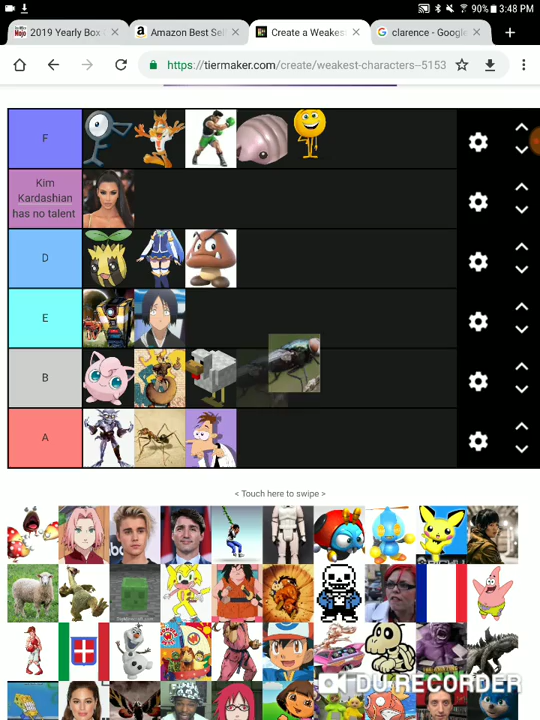 90% 3:48 PM
2019 Yearly Box
Amazon Best Sel
Create a Weakes
clarence - Google
https://tiermaker.com/create/weakest-characters--5153
F
Kim
Kardashian
has no talent
D
E
B
A
< Touch here to swipe >
DU RECORDER